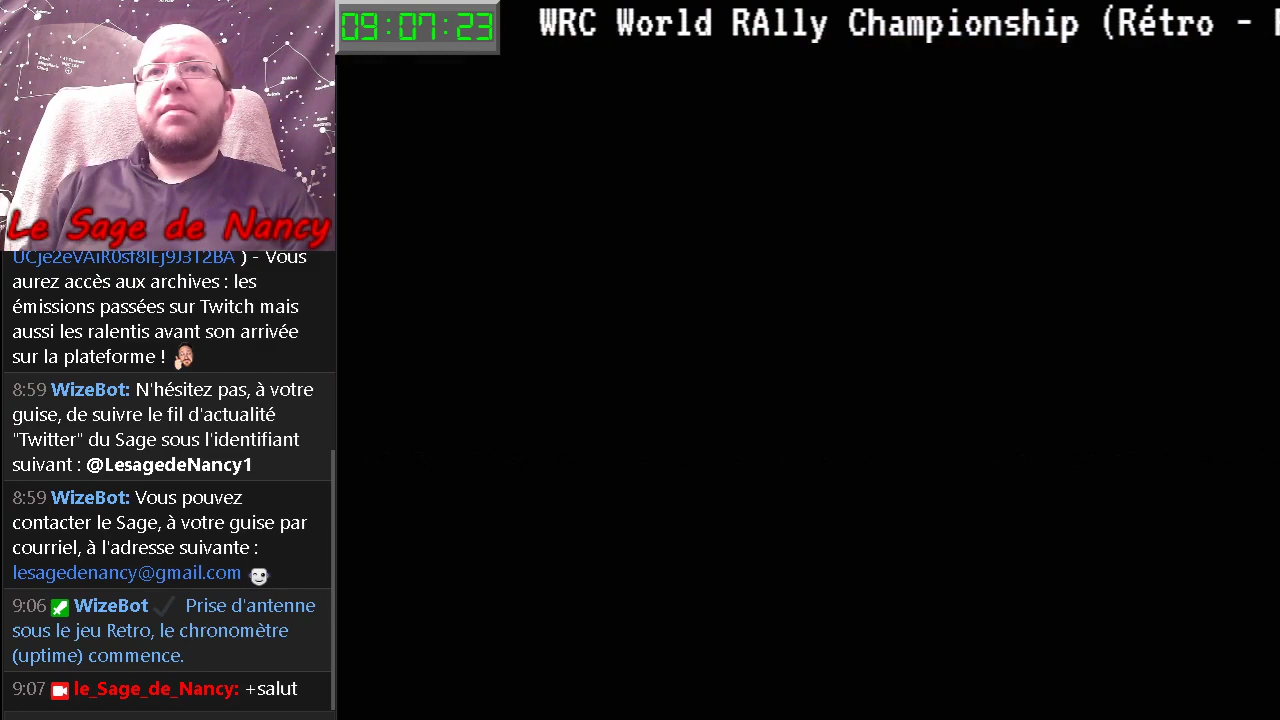 09:07:23
WRC World RAlly Championship (Rétro -
Le Sage de Nancy
UCje2eVAiR0sf8lEj9J3T2BA ) - Vous
aurez accès aux archives : les
émissions passées sur Twitch mais
aussi les ralentis avant son arrivée
sur la plateforme !
8:59 WizeBot: N'hésitez pas, à votre
guise, de suivre le fil d'actualité
"Twitter" du Sage sous l'identifiant
suivant : @LesagedeNancy1
8:59 WizeBot: Vous pouvez
contacter le Sage, à votre guise par
courriel, à l'adresse suivante :
lesagedenancy@gmail.com
9:06 WizeBot Prise d'antenne
sous le jeu Retro, le chronomètre
(uptime) commence.
9:07 le_Sage_de_Nancy: +salut